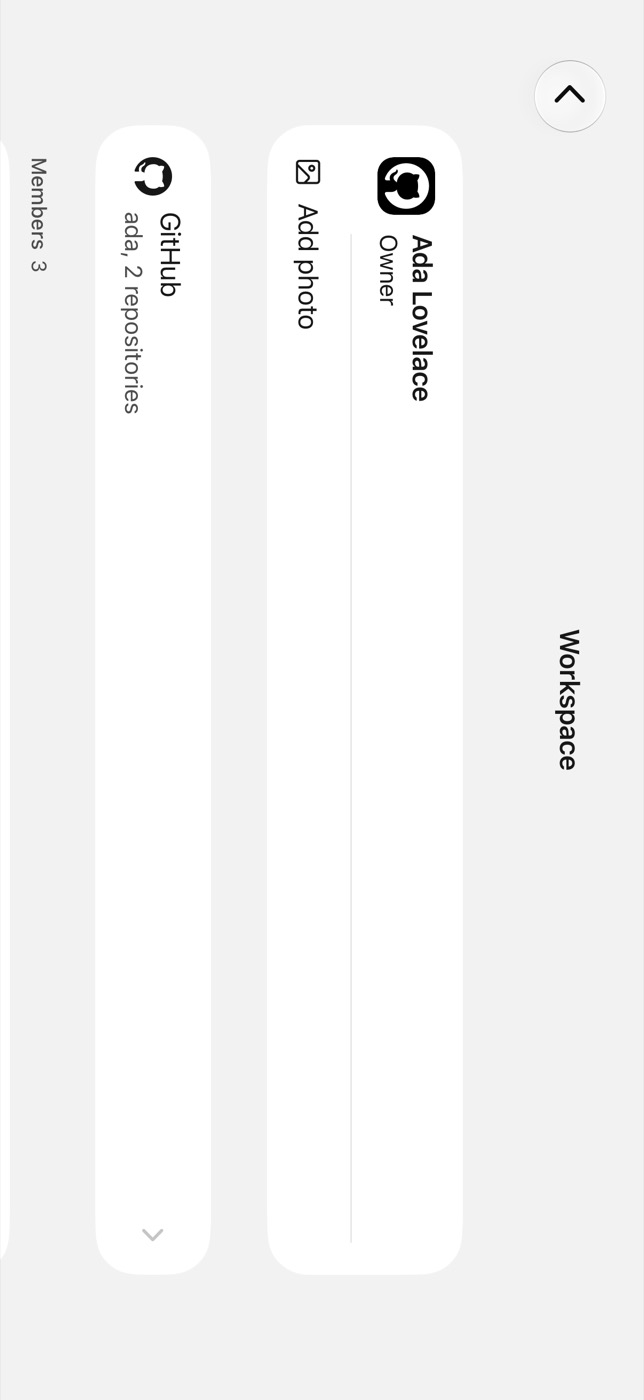 Workspace
Ada Lovelace
Owner
Add photo
GitHub
ada, 2 repositories
Members 3